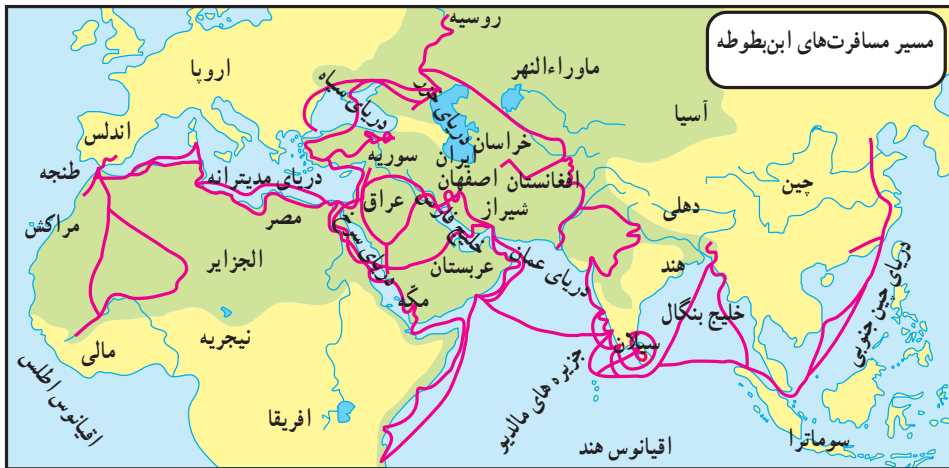 مسیر مسافرت‌های ابن‌بطوطه
روسیه
ماوراءالنهر
اروپا
آسیا
دریای سیاه
دریای خزر
اندلس
خراسان
ایران
سوریه
چین
طنجه
دریای مدیترانه
اصفهان
افغانستان
عراق
شیراز
دهلی
مراکش
مصر
خلیج فارس
دریای سرخ
الجزایر
عربستان
دریای عمان
هند
مکّه
خلیج بنگال
دریای چین جنوبی
مالی
نیجریه
سیلان
جزیره های مالدیو
اقیانوس اطلس
افریقا
اقیانوس هند
سوماترا